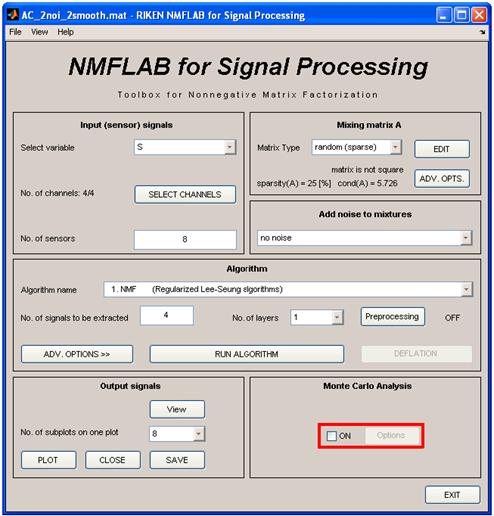 AC_2noi_2smooth.mat - RIKEN NMFLAB for Signal Processing
File View Help
NMFLAB for Signal Processing
Toolbox for Nonnegative Matrix Factorization
Input (sensor) signals
Select variable S
No. of channels: 4/4 SELECT CHANNELS
No. of sensors 8
Mixing matrix A
Matrix Type random (sparse) EDIT
matrix is not square
sparsity(A) = 25 [%] cond(A) = 5.726 ADV. OPTS.
Add noise to mixtures
no noise
Algorithm
Algorithm name 1. NMF (Regularized Lee-Seung algorithms)
No. of signals to be extracted 4 No. of layers 1 Preprocessing OFF
ADV. OPTIONS >> RUN ALGORITHM DEFLATION
Output signals
View
No. of subplots on one plot 8
PLOT CLOSE SAVE
Monte Carlo Analysis
ON Options
EXIT